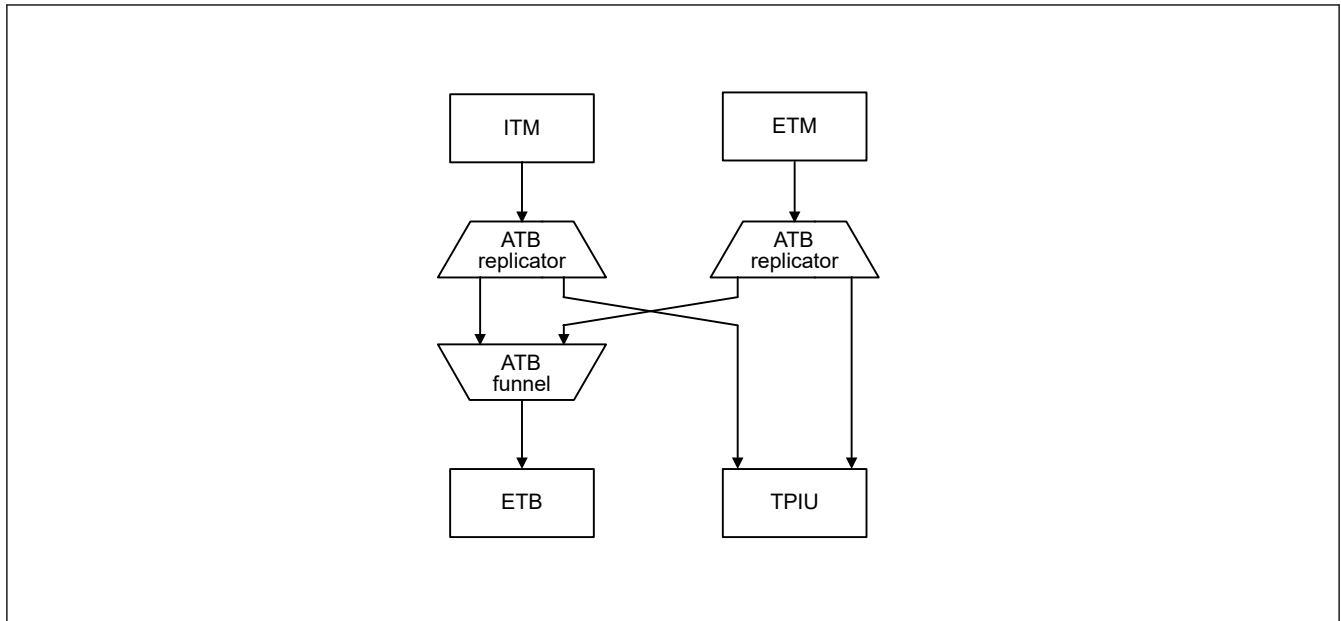 ITM
ETM
ATB
replicator
ATB
replicator
ATB
funnel
ETB
TPIU